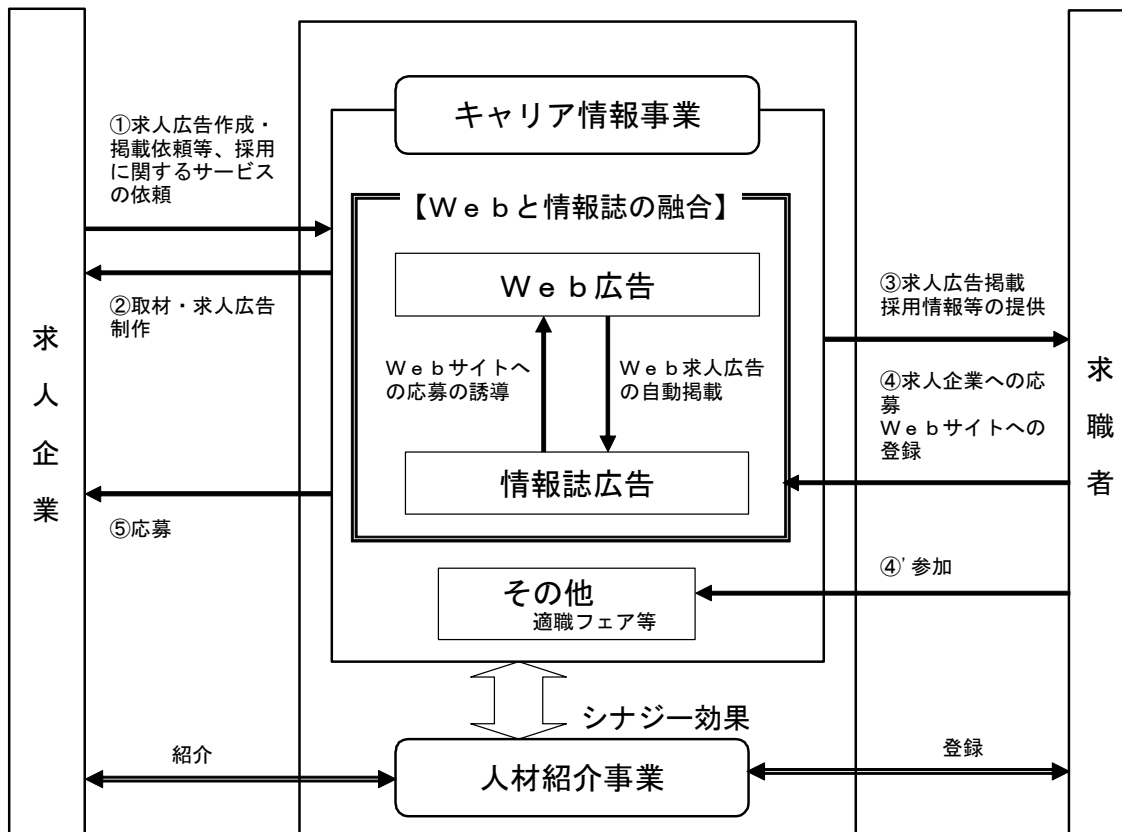 キャリア情報事業
①求人広告作成・
掲載依頼等、採用
に関するサービス
の依頼
【Ｗｅｂと情報誌の融合】
Ｗｅｂ広告
②取材・求人広告
制作
③求人広告掲載
採用情報等の提供
求人企業
Ｗｅｂサイトへ
の応募の誘導
Ｗｅｂ求人広告
の自動掲載
④求人企業への応
募
Ｗｅｂサイトへの
登録
求職者
情報誌広告
⑤応募
④'参加
その他
適職フェア等
シナジー効果
紹介
人材紹介事業
登録